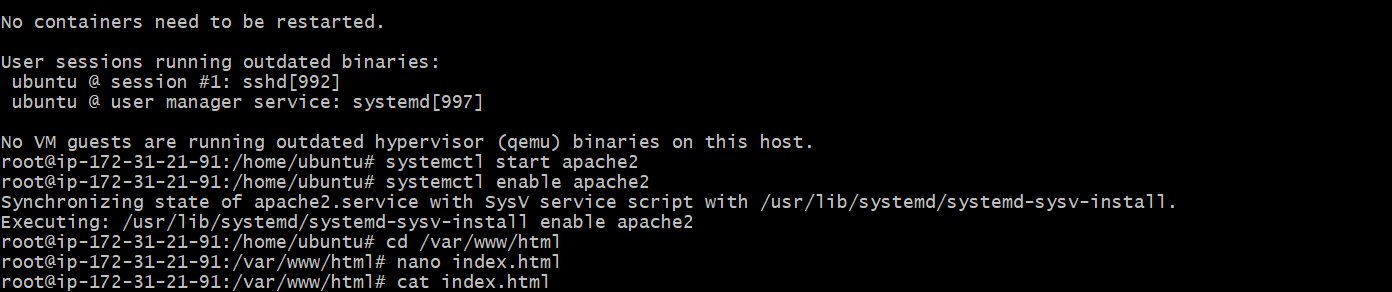 No containers need to be restarted.
User sessions running outdated binaries:
ubuntu @ session #1: sshd[992]
ubuntu @ user manager service: systemd[997]
No VM guests are running outdated hypervisor (qemu) binaries on this host.
root@ip-172-31-21-91:/home/ubuntu# systemctl start apache2
root@ip-172-31-21-91:/home/ubuntu# systemctl enable apache2
Synchronizing state of apache2.service with SysV service script with /usr/lib/systemd/systemd-sysv-install.
Executing: /usr/lib/systemd/systemd-sysv-install enable apache2
root@ip-172-31-21-91:/home/ubuntu# cd /var/www/html
root@ip-172-31-21-91:/var/www/html# nano index.html
root@ip-172-31-21-91:/var/www/html# cat index.html